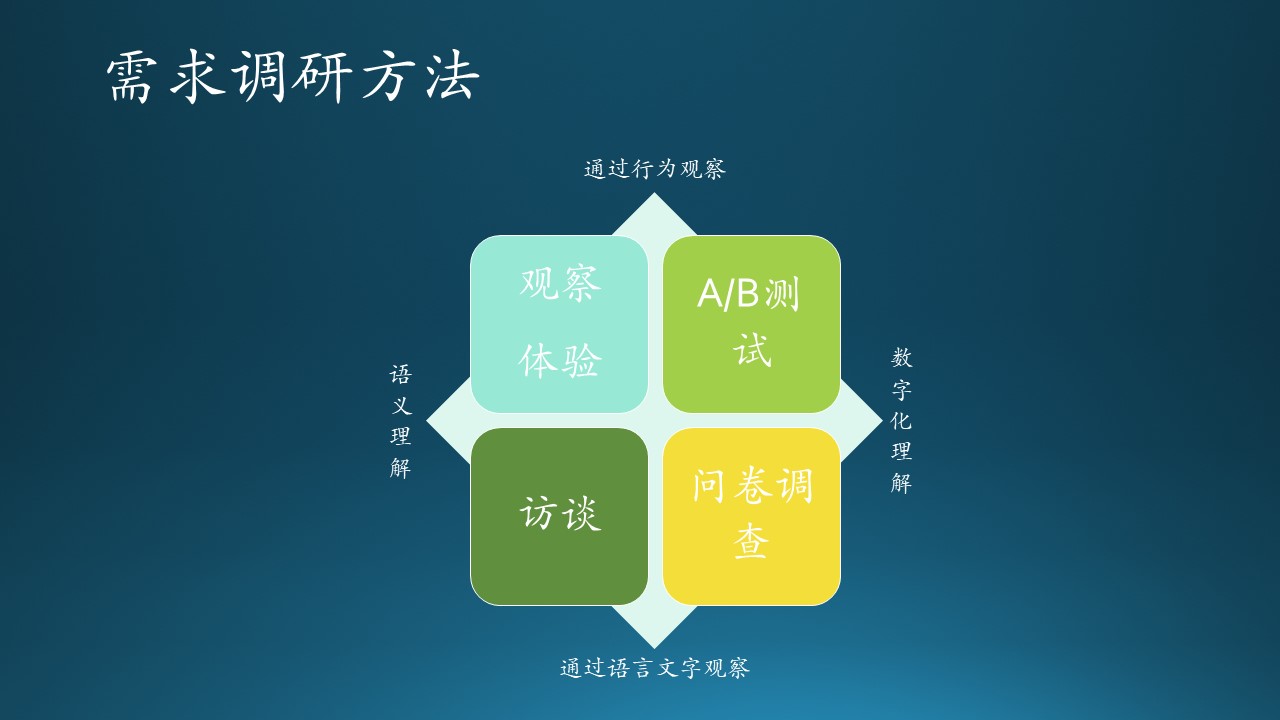 需求调研方法
通过行为观察
观察
体验
A/B测
试
语义理解
数字化理解
访谈
问卷调
查
通过语言文字观察